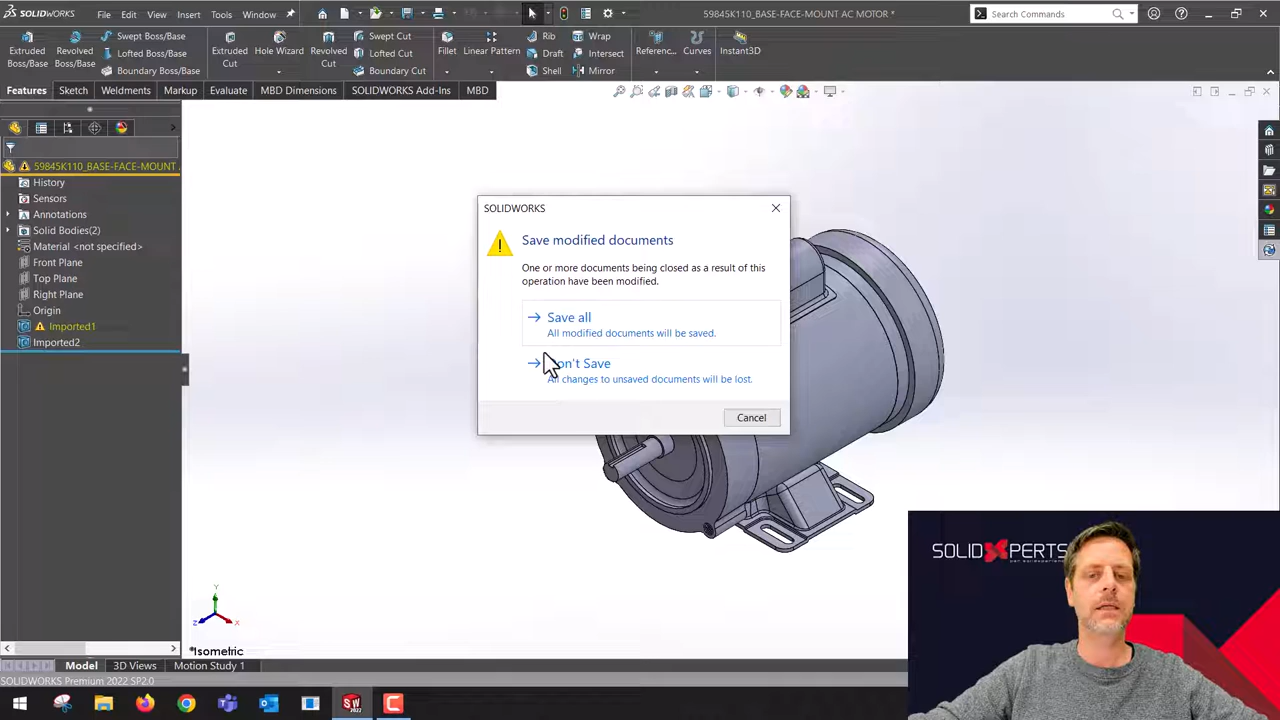 SOLIDWORKS File Edit View Insert Tools Window 59845K110_BASE-FACE-MOUNT AC MOTOR * Search Commands
Extruded Boss/Base
Revolved Boss/Base
Swept Boss/Base
Lofted Boss/Base
Boundary Boss/Base
Extruded Cut
Hole Wizard
Revolved Cut
Swept Cut
Lofted Cut
Boundary Cut
Fillet
Linear Pattern
Rib
Draft
Shell
Wrap
Intersect
Mirror
Referenc...
Curves
Instant3D
Features Sketch Weldments Markup Evaluate MBD Dimensions SOLIDWORKS Add-Ins MBD
59845K110_BASE-FACE-MOUNT
History
Sensors
Annotations
Solid Bodies(2)
Material <not specified>
Front Plane
Top Plane
Right Plane
Origin
Imported1
Imported2
SOLIDWORKS
Save modified documents
One or more documents being closed as a result of this
operation have been modified.
Save all
All modified documents will be saved.
on't Save
All changes to unsaved documents will be lost.
Cancel
SOLIDXPERTS
Y
Z
X
*Isometric
Model 3D Views Motion Study 1
SOLIDWORKS Premium 2022 SP2.0
SW
2022